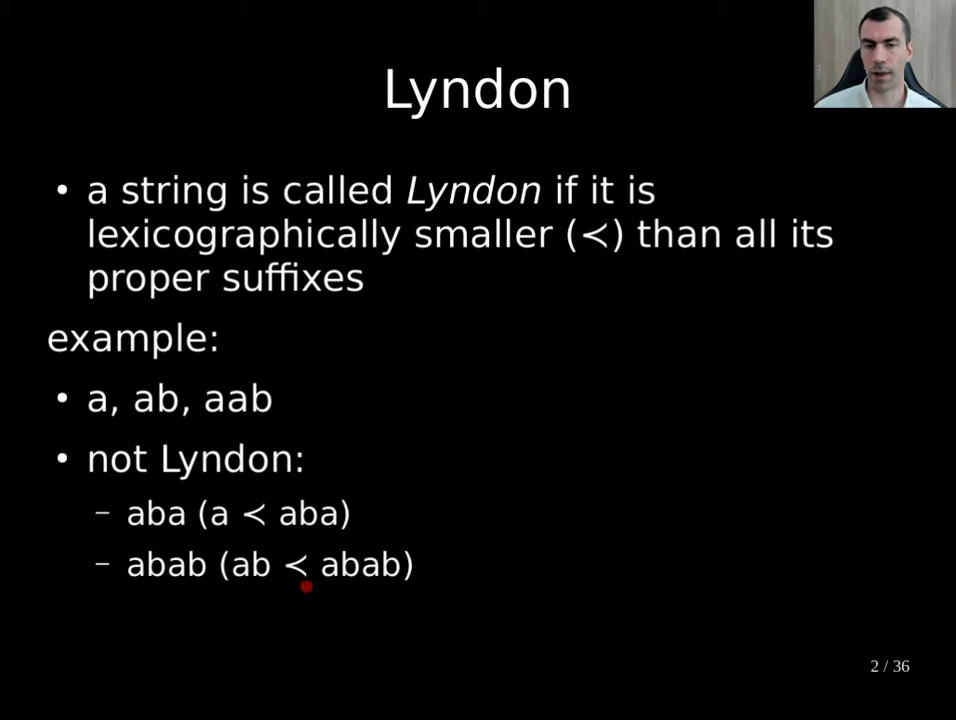 Lyndon
• a string is called Lyndon if it is
lexicographically smaller (≺) than all its
proper suffixes
example:
• a, ab, aab
• not Lyndon:
– aba (a ≺ aba)
– abab (ab ≺ abab)
2 / 36